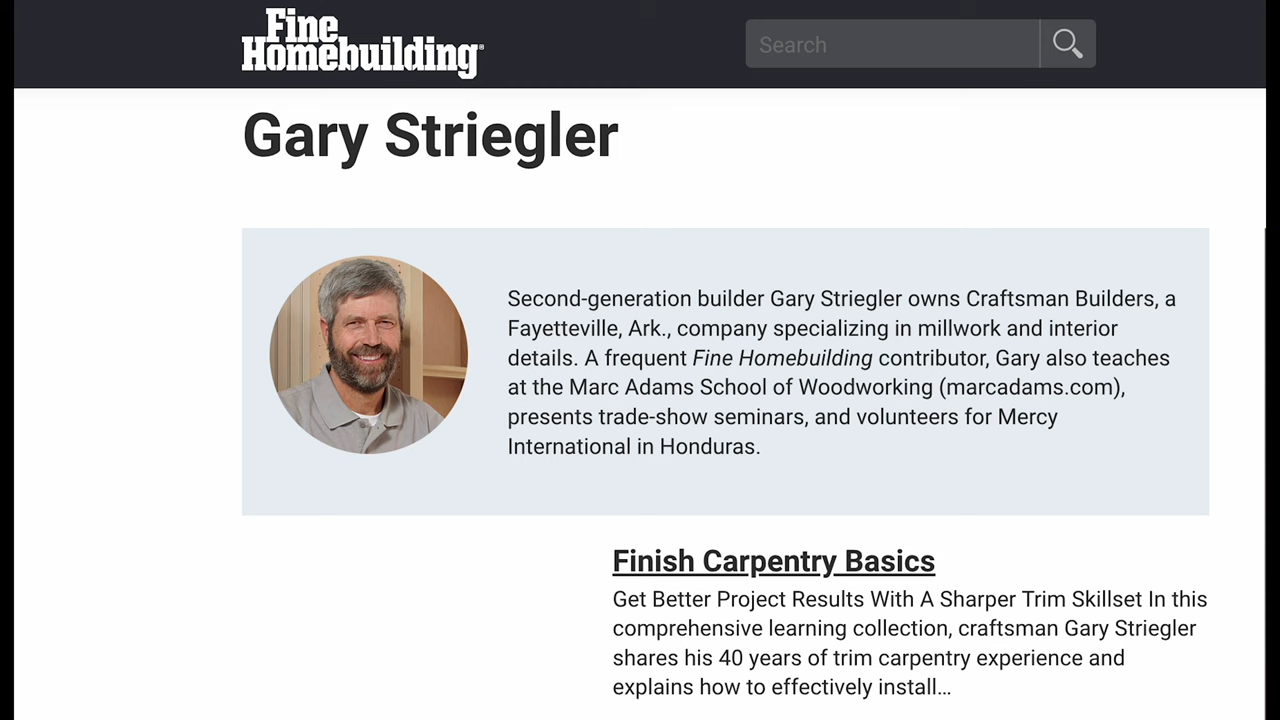 Fine
Homebuilding®
Search
Gary Striegler
Second-generation builder Gary Striegler owns Craftsman Builders, a
Fayetteville, Ark., company specializing in millwork and interior
details. A frequent Fine Homebuilding contributor, Gary also teaches
at the Marc Adams School of Woodworking (marcadams.com),
presents trade-show seminars, and volunteers for Mercy
International in Honduras.
Finish Carpentry Basics
Get Better Project Results With A Sharper Trim Skillset In this
comprehensive learning collection, craftsman Gary Striegler
shares his 40 years of trim carpentry experience and
explains how to effectively install...